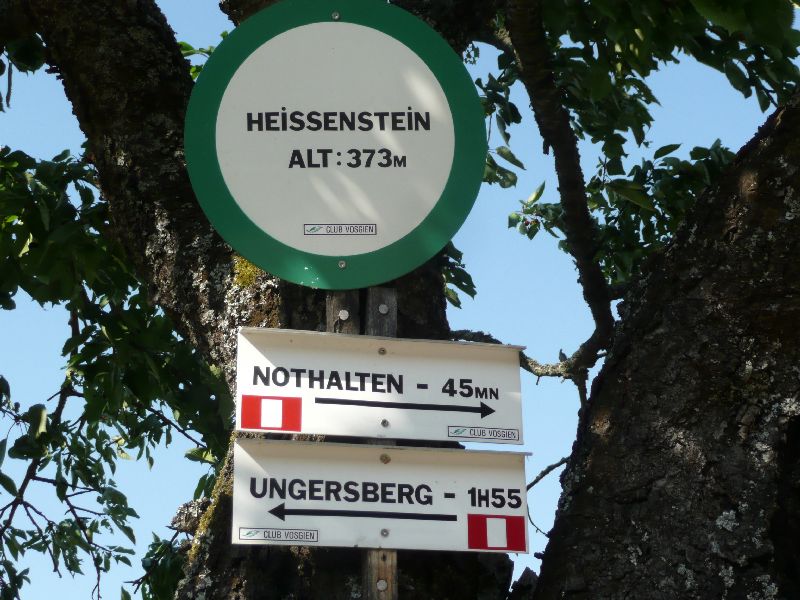 HEISSENSTEIN
ALT: 373M
CLUB VOSGIEN
NOTHALTEN - 45MN
CLUB VOSGIEN
UNGERSBERG - 1H55
CLUB VOSGIEN